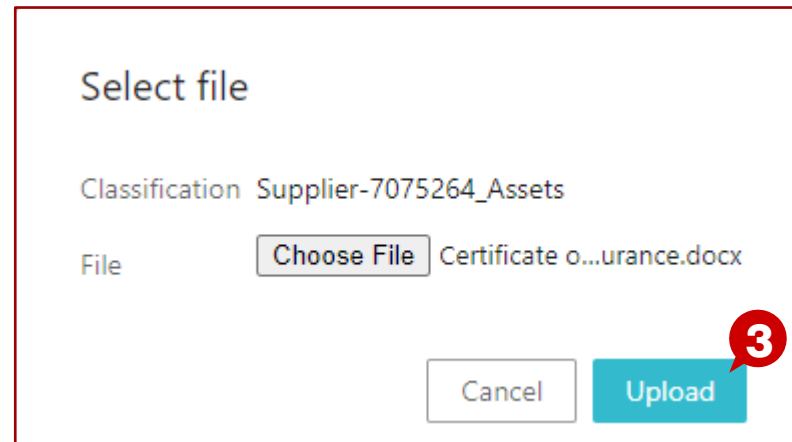 Select file
Classification Supplier-7075264_Assets
File Choose File Certificate o...urance.docx
3
Cancel Upload